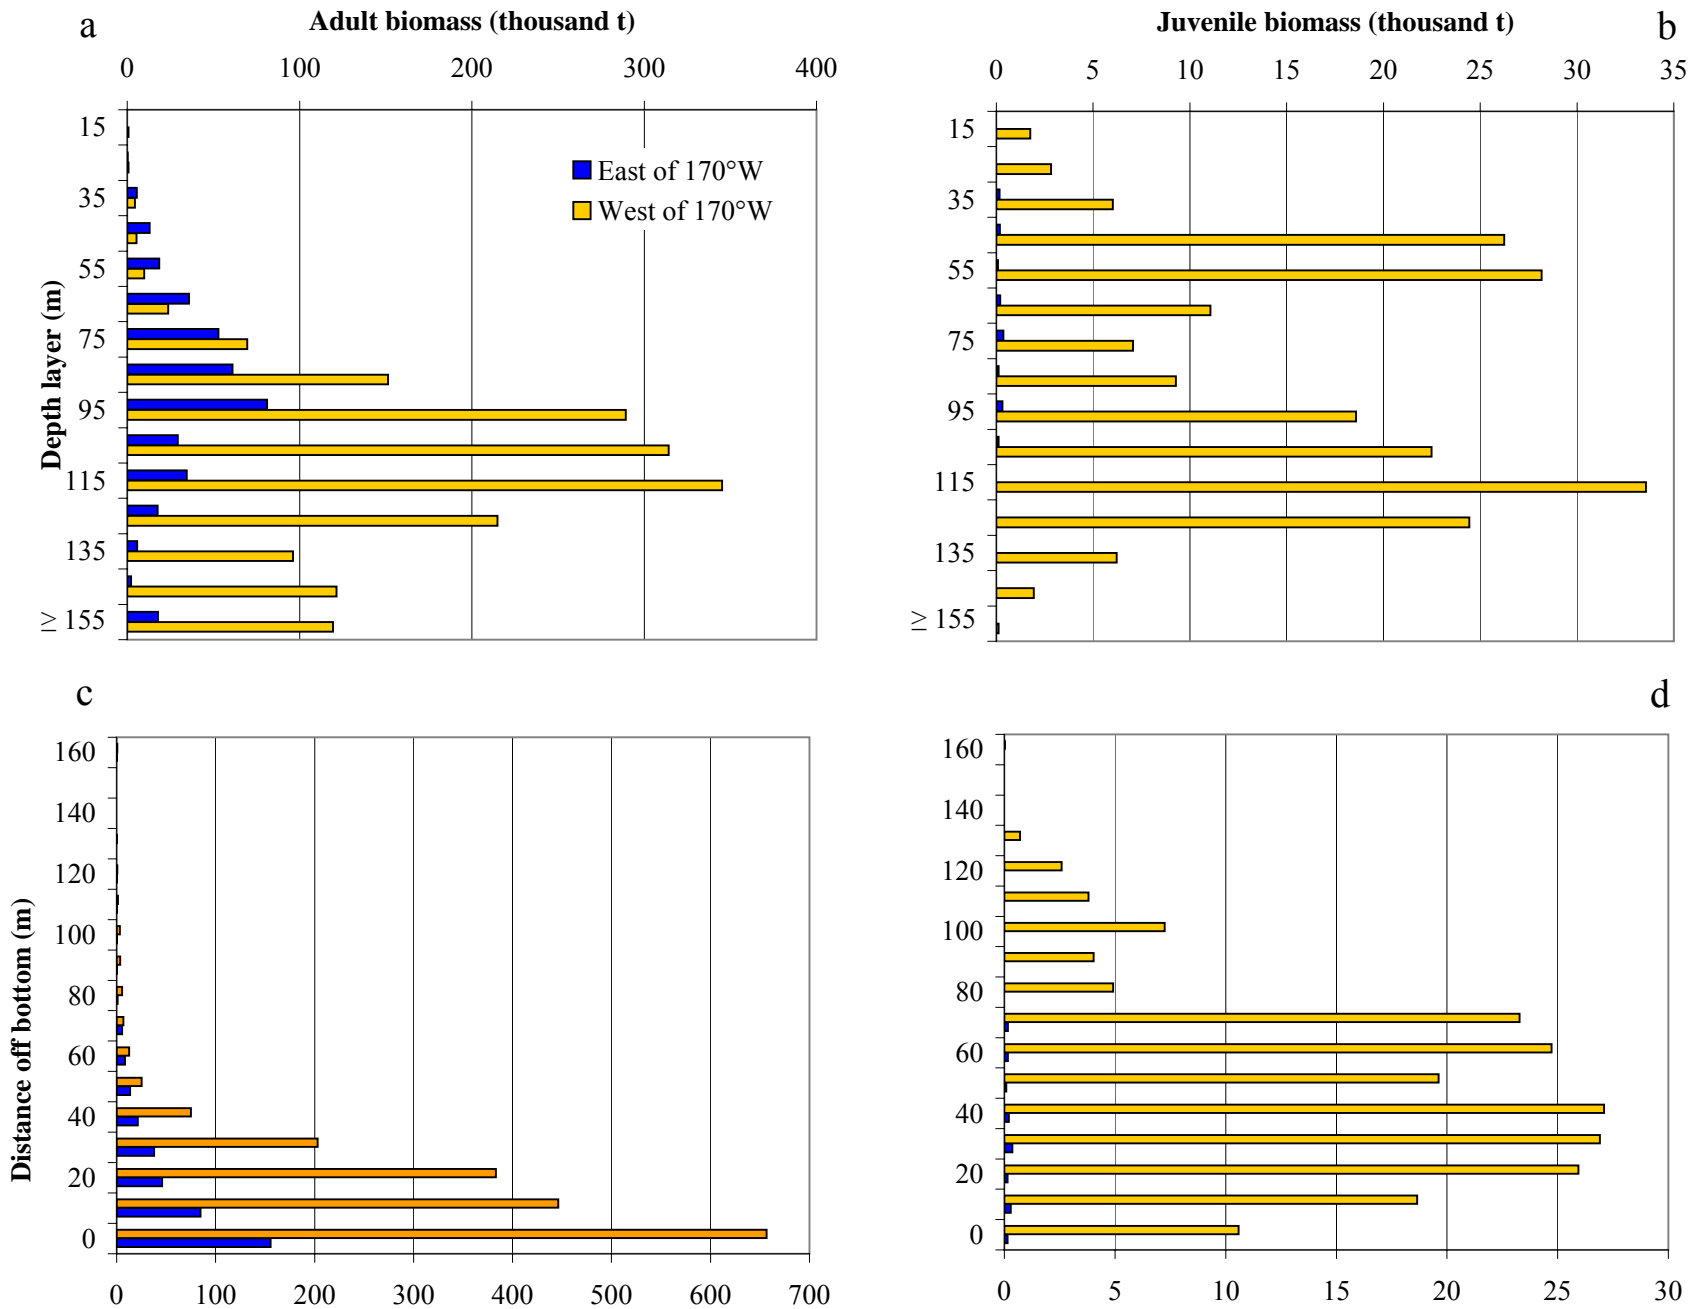 a
Adult biomass (thousand t)
0 100 200 300 400
Depth layer (m)
15
35
55
75
95
115
135
≥ 155
East of 170°W
West of 170°W
b
Juvenile biomass (thousand t)
0 5 10 15 20 25 30 35
15
35
55
75
95
115
135
≥ 155
c
Distance off bottom (m)
160
140
120
100
80
60
40
20
0
0 100 200 300 400 500 600 700
d
160
140
120
100
80
60
40
20
0
0 5 10 15 20 25 30